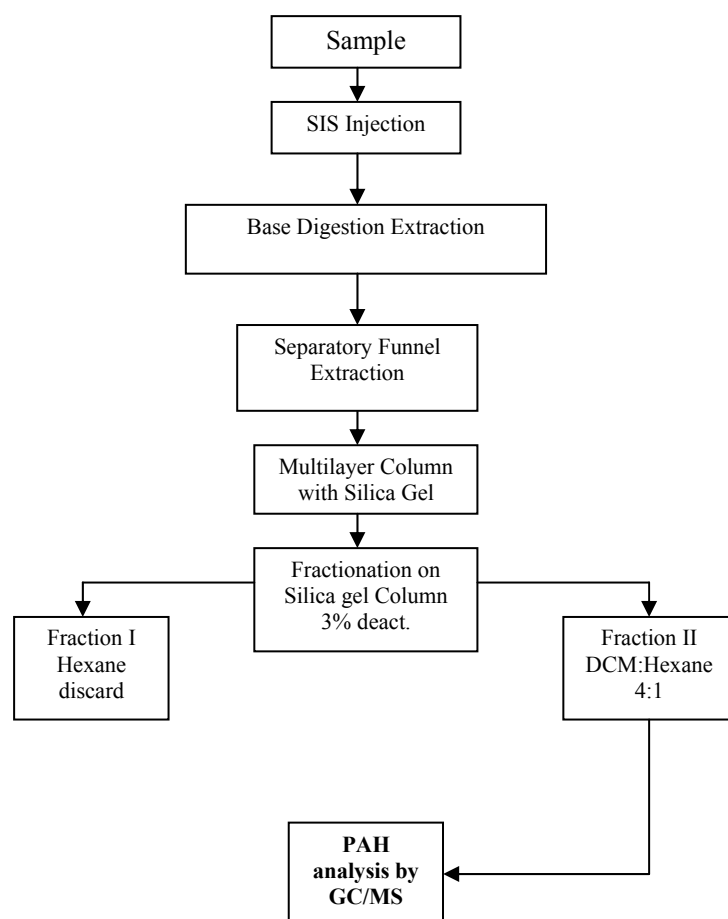 Sample
SIS Injection
Base Digestion Extraction
Separatory Funnel
Extraction
Multilayer Column
with Silica Gel
Fractionation on
Silica gel Column
3% deact.
Fraction I
Hexane
discard
Fraction II
DCM:Hexane
4:1
PAH
analysis by
GC/MS